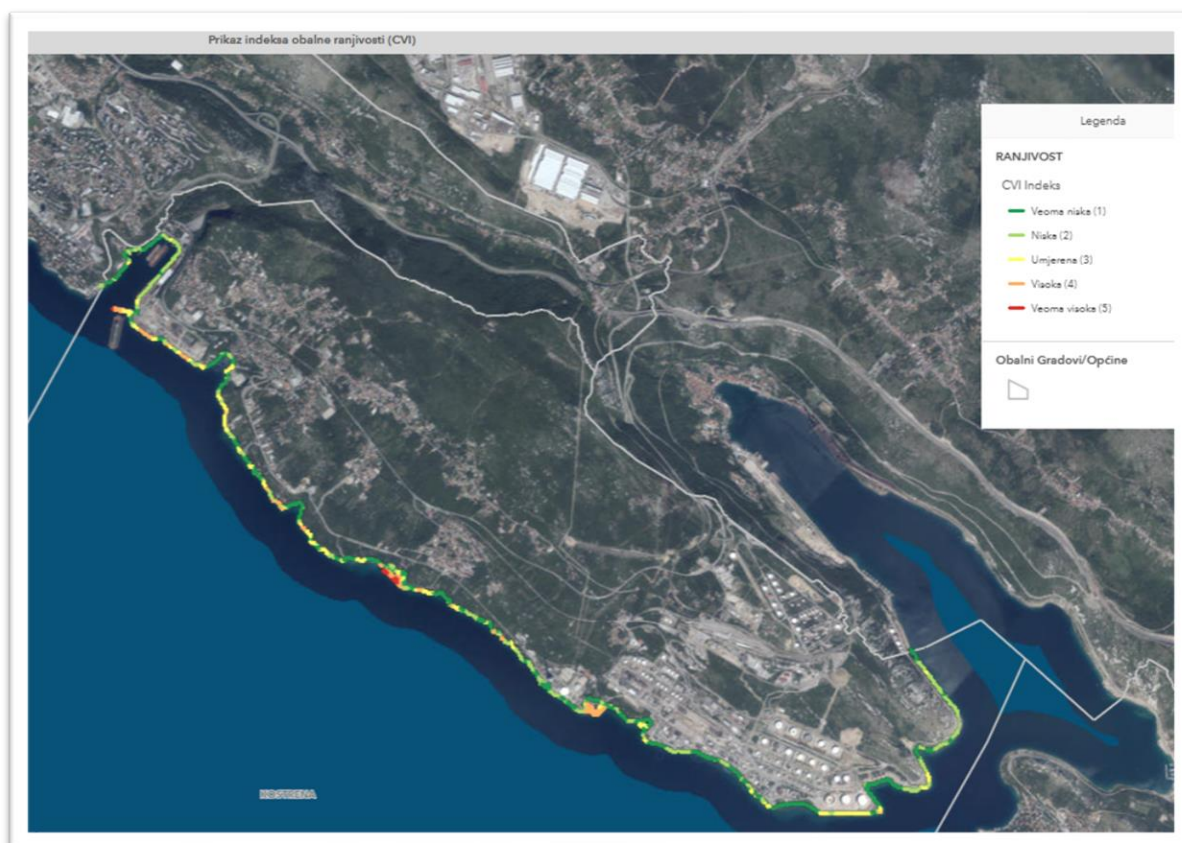 Prikaz indeksa obalne ranjivosti (CVI)
Legenda
RANJIVOST
CVI Indeks
Veoma niska (1)
Niska (2)
Umjerena (3)
Visoka (4)
Veoma visoka (5)
Obalni Gradovi/Općine
KOSTRENA